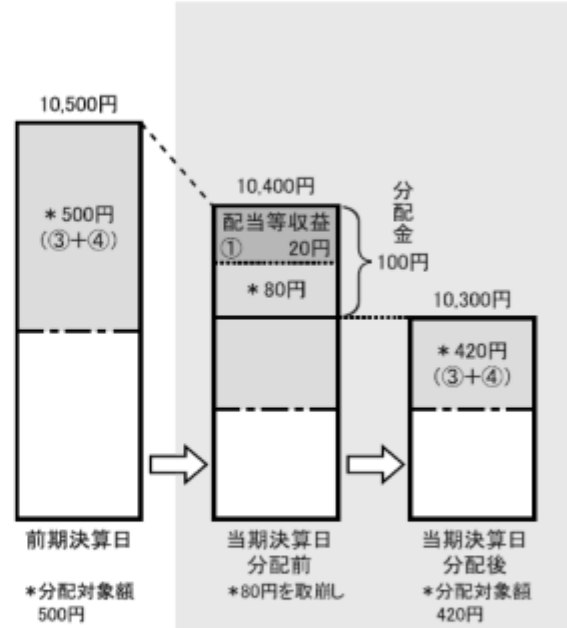 10,500円
*500円
(③+④)
前期決算日
*分配対象額
500円
10,400円
配当等収益
① 20円
*80円
分配金
100円
当期決算日
分配前
*80円を取崩し
10,300円
*420円
(③+④)
当期決算日
分配後
*分配対象額
420円